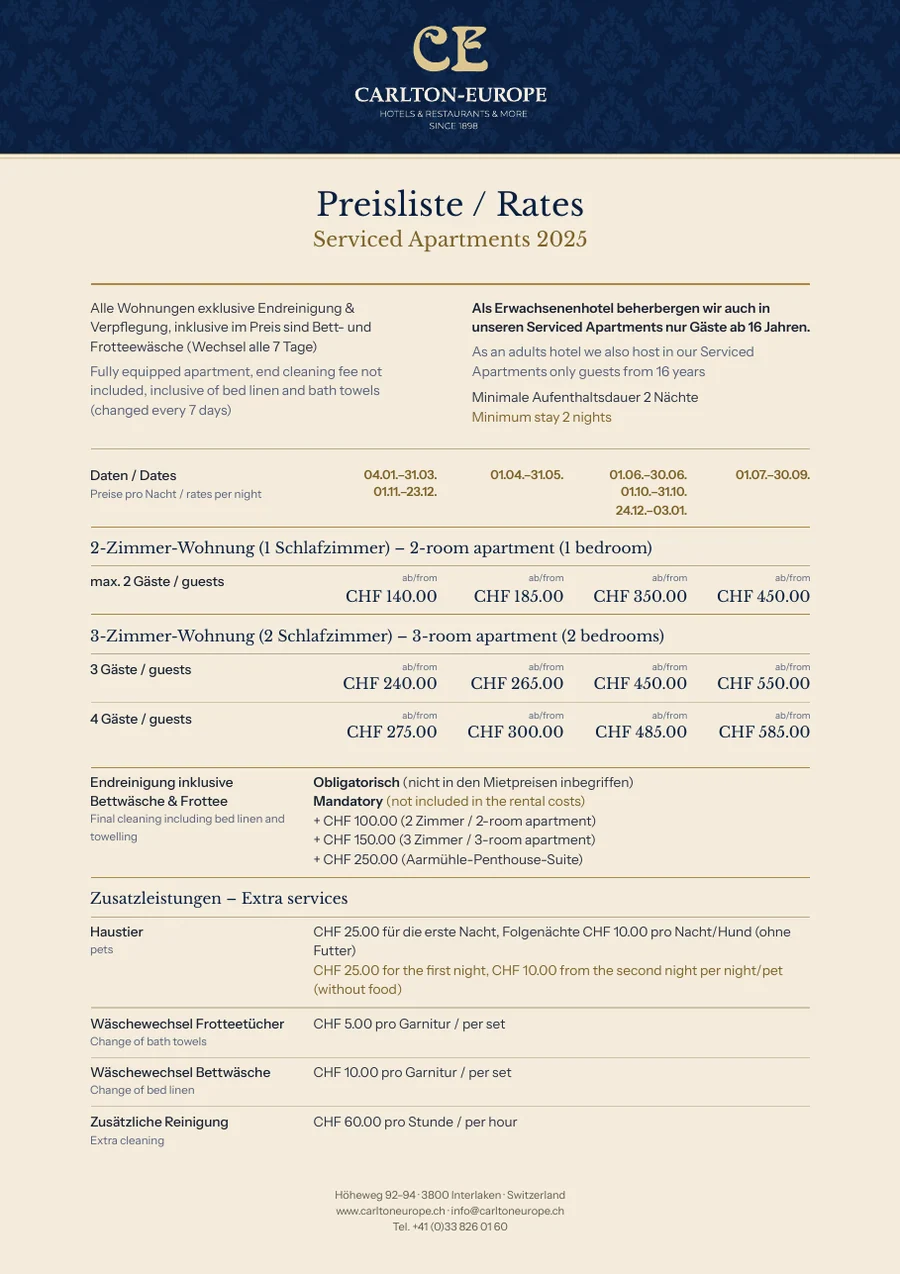 CE
CARLTON-EUROPE
HOTELS & RESTAURANTS & MORE
SINCE 1898
Preisliste / Rates
Serviced Apartments 2025
Alle Wohnungen exklusive Endreinigung &
Verpflegung, inklusive im Preis sind Bett- und
Frotteewäsche (Wechsel alle 7 Tage)
Fully equipped apartment, end cleaning fee not
included, inclusive of bed linen and bath towels
(changed every 7 days)
Als Erwachsenenhotel beherbergen wir auch in
unseren Serviced Apartments nur Gäste ab 16 Jahren.
As an adults hotel we also host in our Serviced
Apartments only guests from 16 years
Minimale Aufenthaltsdauer 2 Nächte
Minimum stay 2 nights
Daten / Dates 04.01.–31.03. 01.04.–31.05. 01.06.–30.06. 01.07.–30.09.
Preise pro Nacht / rates per night 01.11.–23.12. 01.10.–31.10.
24.12.–03.01.
2-Zimmer-Wohnung (1 Schlafzimmer) – 2-room apartment (1 bedroom)
max. 2 Gäste / guests ab/from ab/from ab/from ab/from
CHF 140.00 CHF 185.00 CHF 350.00 CHF 450.00
3-Zimmer-Wohnung (2 Schlafzimmer) – 3-room apartment (2 bedrooms)
3 Gäste / guests ab/from ab/from ab/from ab/from
CHF 240.00 CHF 265.00 CHF 450.00 CHF 550.00
4 Gäste / guests ab/from ab/from ab/from ab/from
CHF 275.00 CHF 300.00 CHF 485.00 CHF 585.00
Endreinigung inklusive
Bettwäsche & Frottee
Final cleaning including bed linen and
towelling
Obligatorisch (nicht in den Mietpreisen inbegriffen)
Mandatory (not included in the rental costs)
+ CHF 100.00 (2 Zimmer / 2-room apartment)
+ CHF 150.00 (3 Zimmer / 3-room apartment)
+ CHF 250.00 (Aarmühle-Penthouse-Suite)
Zusatzleistungen – Extra services
Haustier
pets
CHF 25.00 für die erste Nacht, Folgenächte CHF 10.00 pro Nacht/Hund (ohne
Futter)
CHF 25.00 for the first night, CHF 10.00 from the second night per night/pet
(without food)
Wäschewechsel Frotteetücher CHF 5.00 pro Garnitur / per set
Change of bath towels
Wäschewechsel Bettwäsche CHF 10.00 pro Garnitur / per set
Change of bed linen
Zusätzliche Reinigung CHF 60.00 pro Stunde / per hour
Extra cleaning
Höheweg 92–94 · 3800 Interlaken · Switzerland
www.carltoneurope.ch · info@carltoneurope.ch
Tel. +41 (0)33 826 01 60